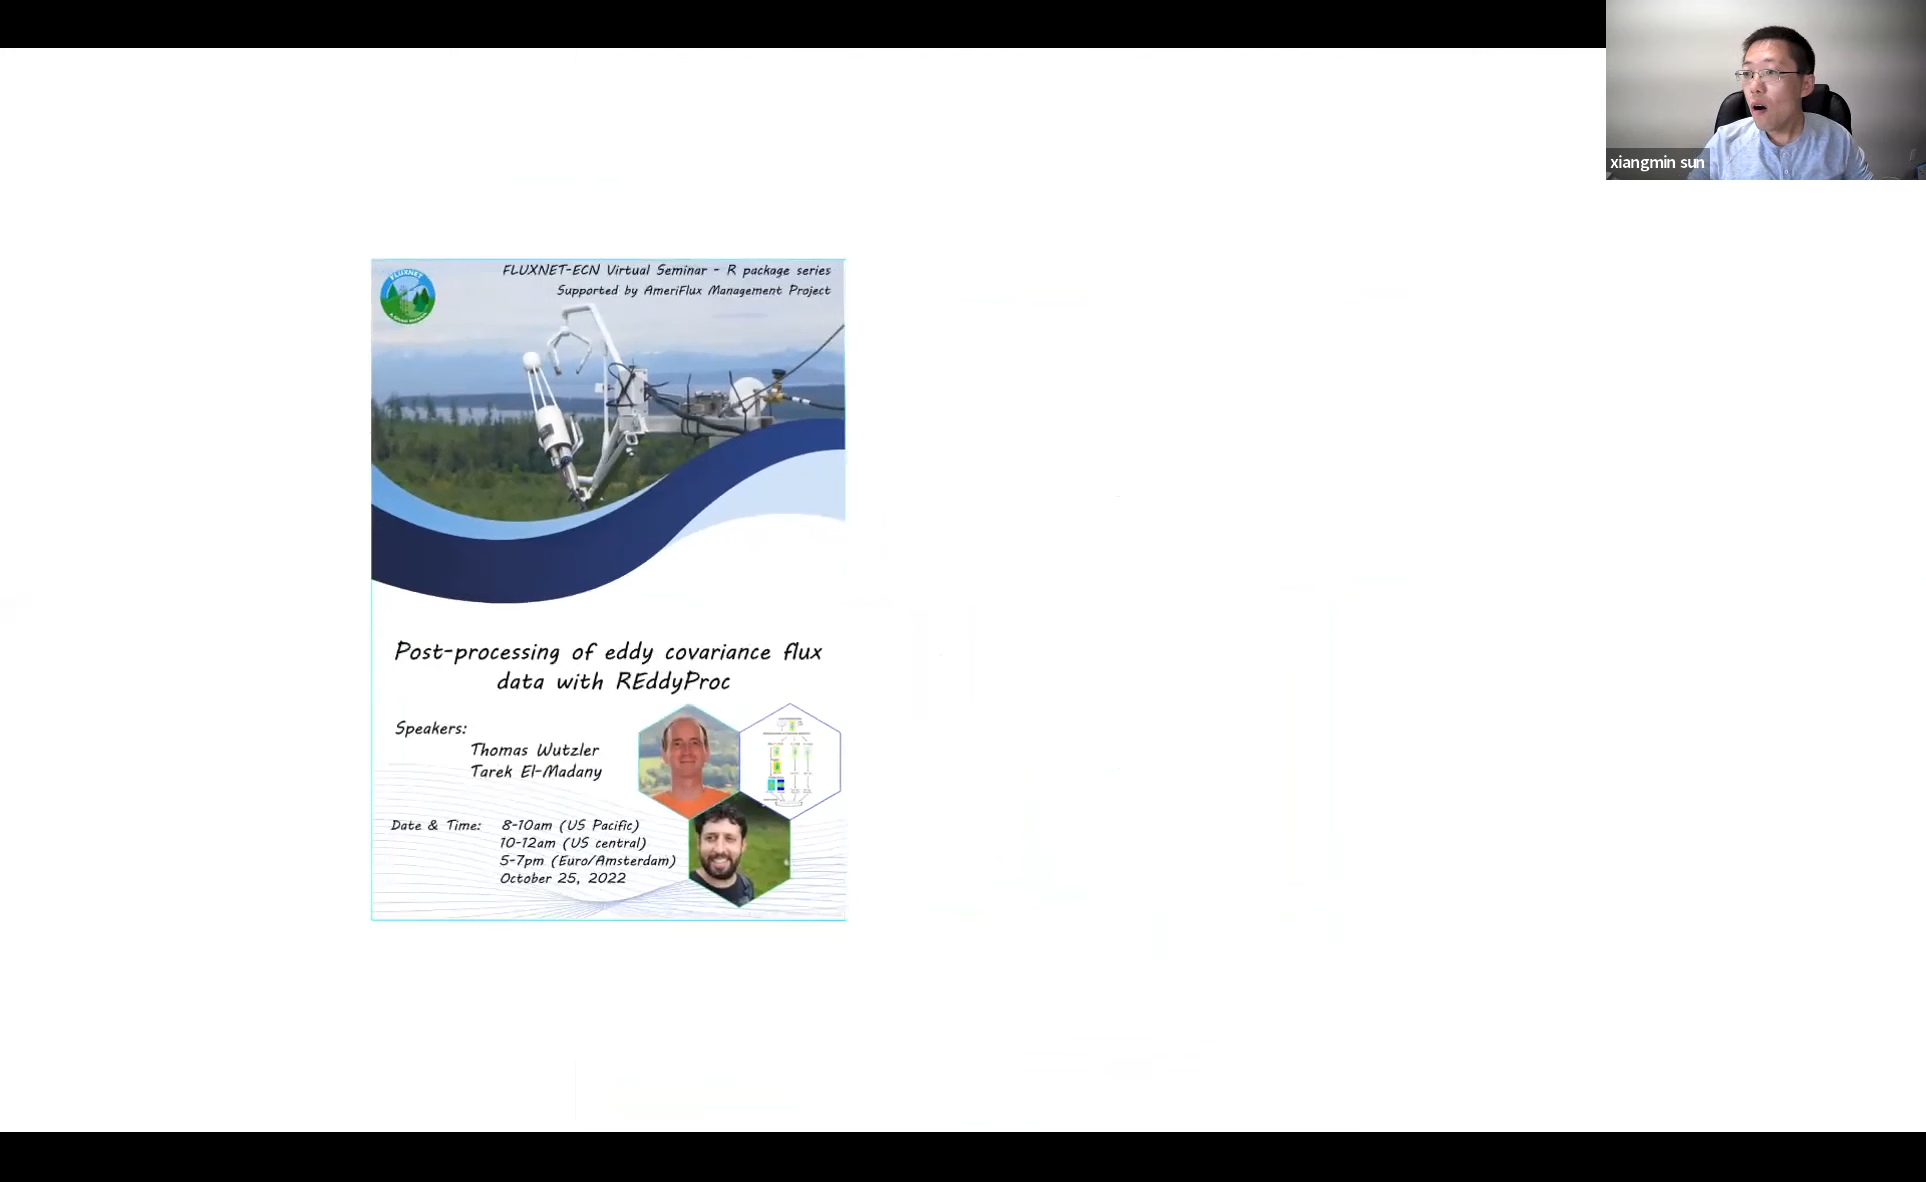 xiangmin sun
FLUXNET
FLUXNET-ECN Virtual Seminar - R package series
Supported by AmeriFlux Management Project
Post-processing of eddy covariance flux
data with REddyProc
Speakers:
Thomas Wutzler
Tarek El-Madany
Date & Time: 8-10am (US Pacific)
10-12am (US central)
5-7pm (Euro/Amsterdam)
October 25, 2022